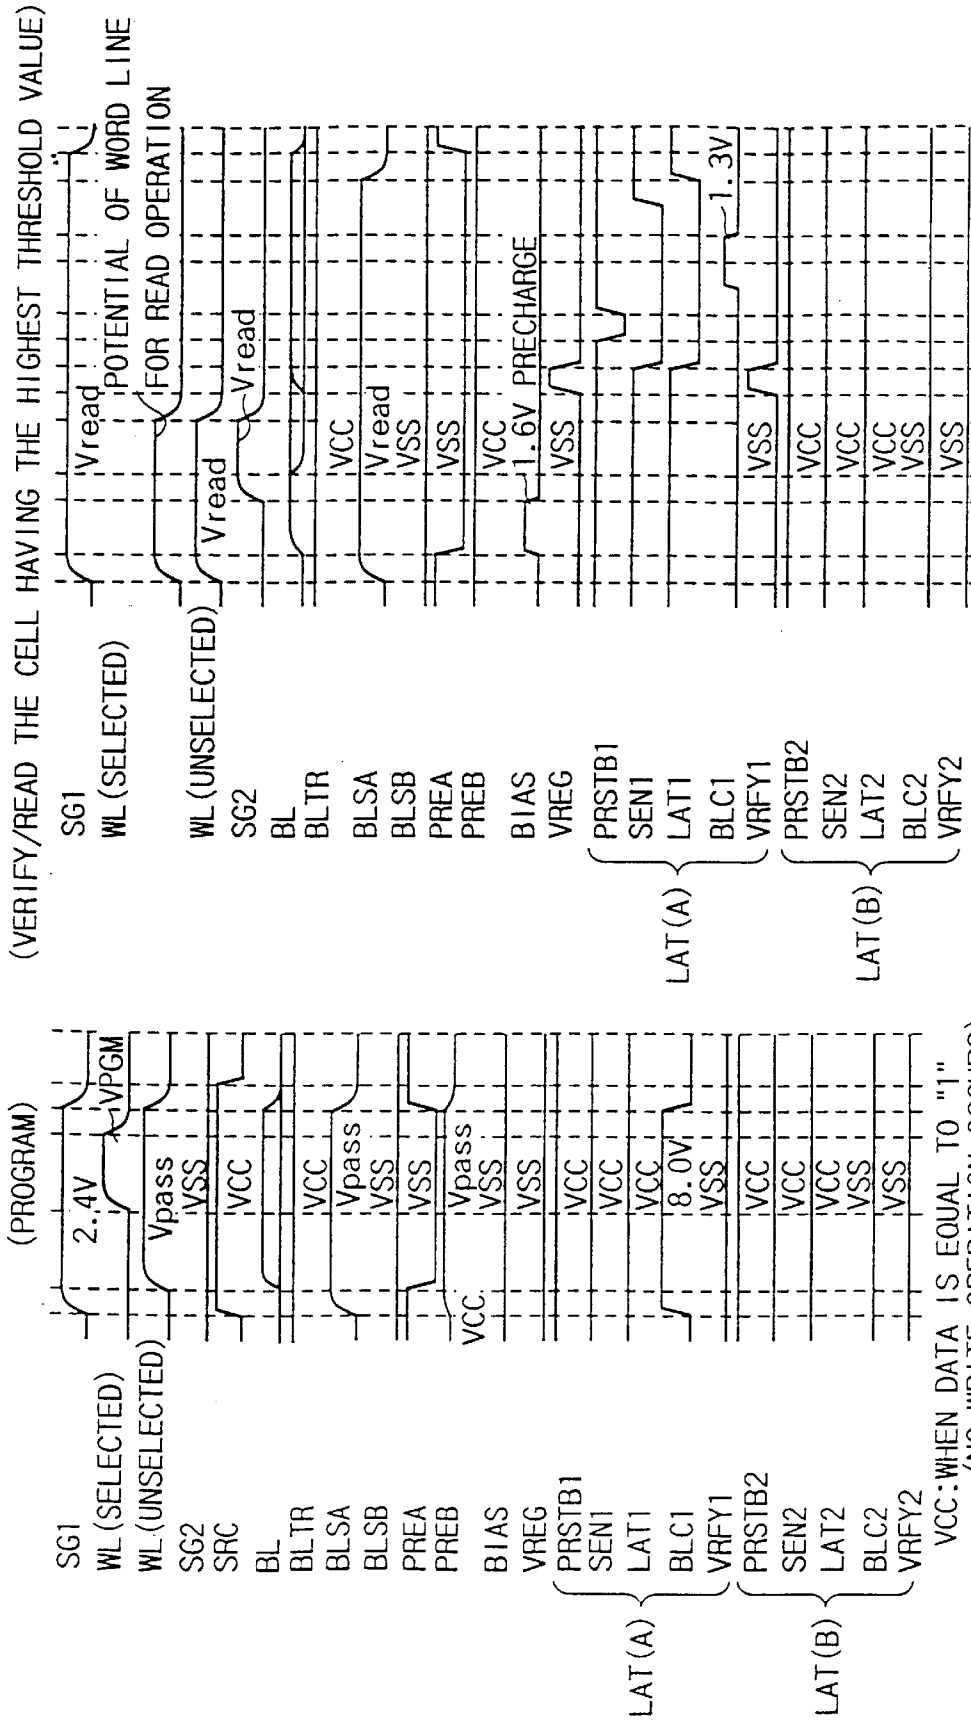 (PROGRAM)
SG1
2.4V
WL(SELECTED)
VPGM
WL(UNSELECTED)
Vpass
SG2
VSS
SRC
VCC
BL
BLTR
VCC
BLSA
Vpass
BLSB
VSS
PREA
VSS
PREB
VCC
Vpass
BIAS
VSS
VREG
VSS
LAT(A)
PRSTB1
VCC
SEN1
VCC
LAT1
VCC
BLC1
8.0V
VRFY1
VSS
LAT(B)
PRSTB2
VCC
SEN2
VCC
LAT2
VCC
BLC2
VSS
VRFY2
VSS
VCC:WHEN DATA IS EQUAL TO "1"
(VERIFY/READ THE CELL HAVING THE HIGHEST THRESHOLD VALUE)
SG1
Vread
WL(SELECTED)
POTENTIAL OF WORD LINE
FOR READ OPERATION
WL(UNSELECTED)
Vread
SG2
Vread
BL
BLTR
VCC
BLSA
Vread
BLSB
VSS
PREA
VSS
PREB
VCC
BIAS
1.6V PRECHARGE
VREG
VSS
LAT(A)
PRSTB1
SEN1
LAT1
BLC1
1.3V
VRFY1
VSS
LAT(B)
PRSTB2
VCC
SEN2
VCC
LAT2
VCC
BLC2
VSS
VRFY2
VSS